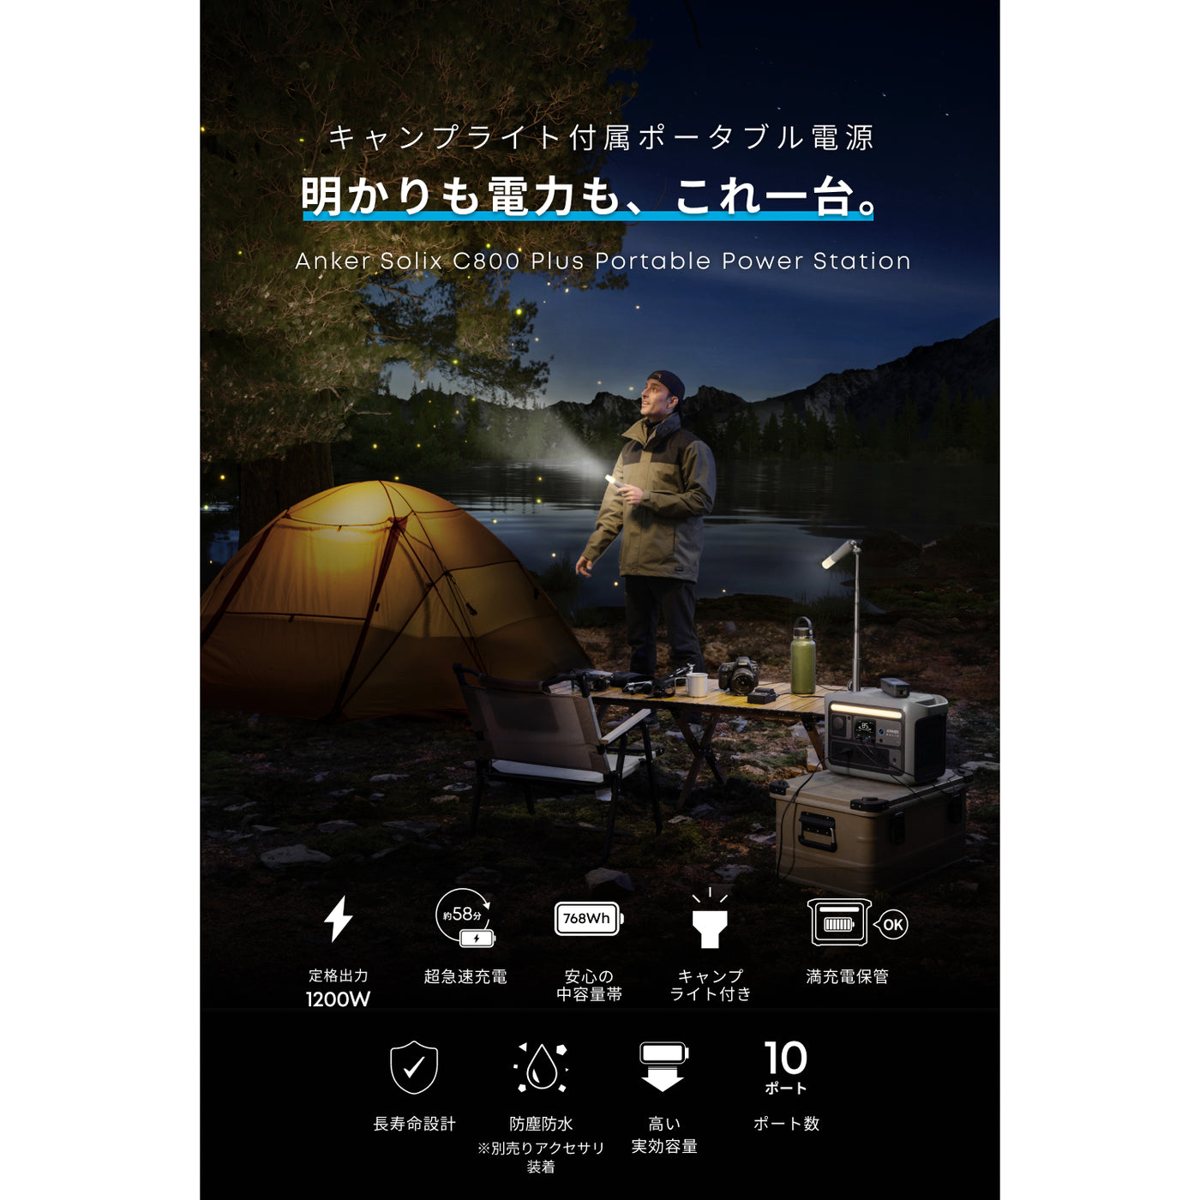 キャンプライト付属ポータブル電源
明かりも電力も、これ一台。
Anker Solix C800 Plus Portable Power Station
約58分
768Wh
OK
定格出力
1200W
超急速充電
安心の
中容量帯
キャンプ
ライト付き
満充電保管
10
ポート
長寿命設計
防塵防水
※別売りアクセサリ
装着
高い
実効容量
ポート数